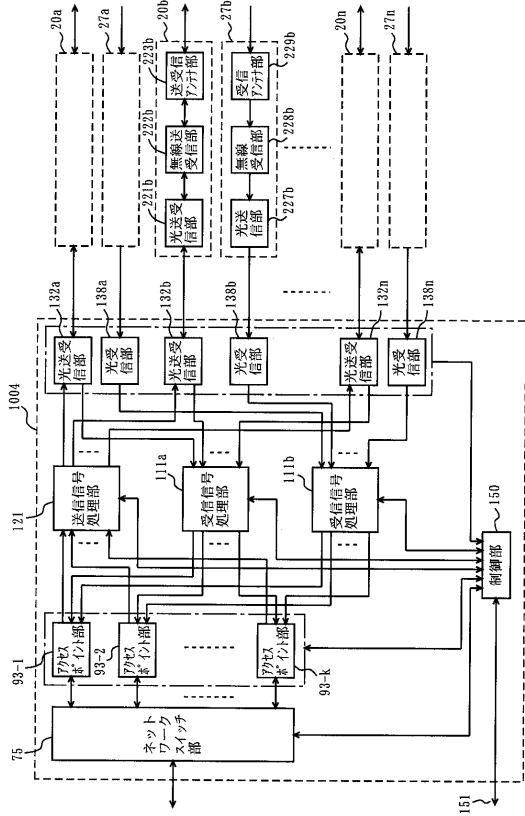 1004
20a
27a
20b
223b
送受信
アンテナ部
222b
無線送
受信部
221b
光送受
信部
27b
229b
受信
アンテナ部
228b
無線
受信部
227b
光送
信部
20n
27n
132a
光送受
信部
138a
光受
信部
132b
光送受
信部
138b
光受
信部
132n
光送受
信部
138n
光受
信部
121
送信信号
処理部
111a
受信信号
処理部
111b
受信信号
処理部
93-1
アクセス
ポイント部
93-2
アクセス
ポイント部
93-k
アクセス
ポイント部
75
ネット
ワーク
スイッチ
部
150
制御部
151